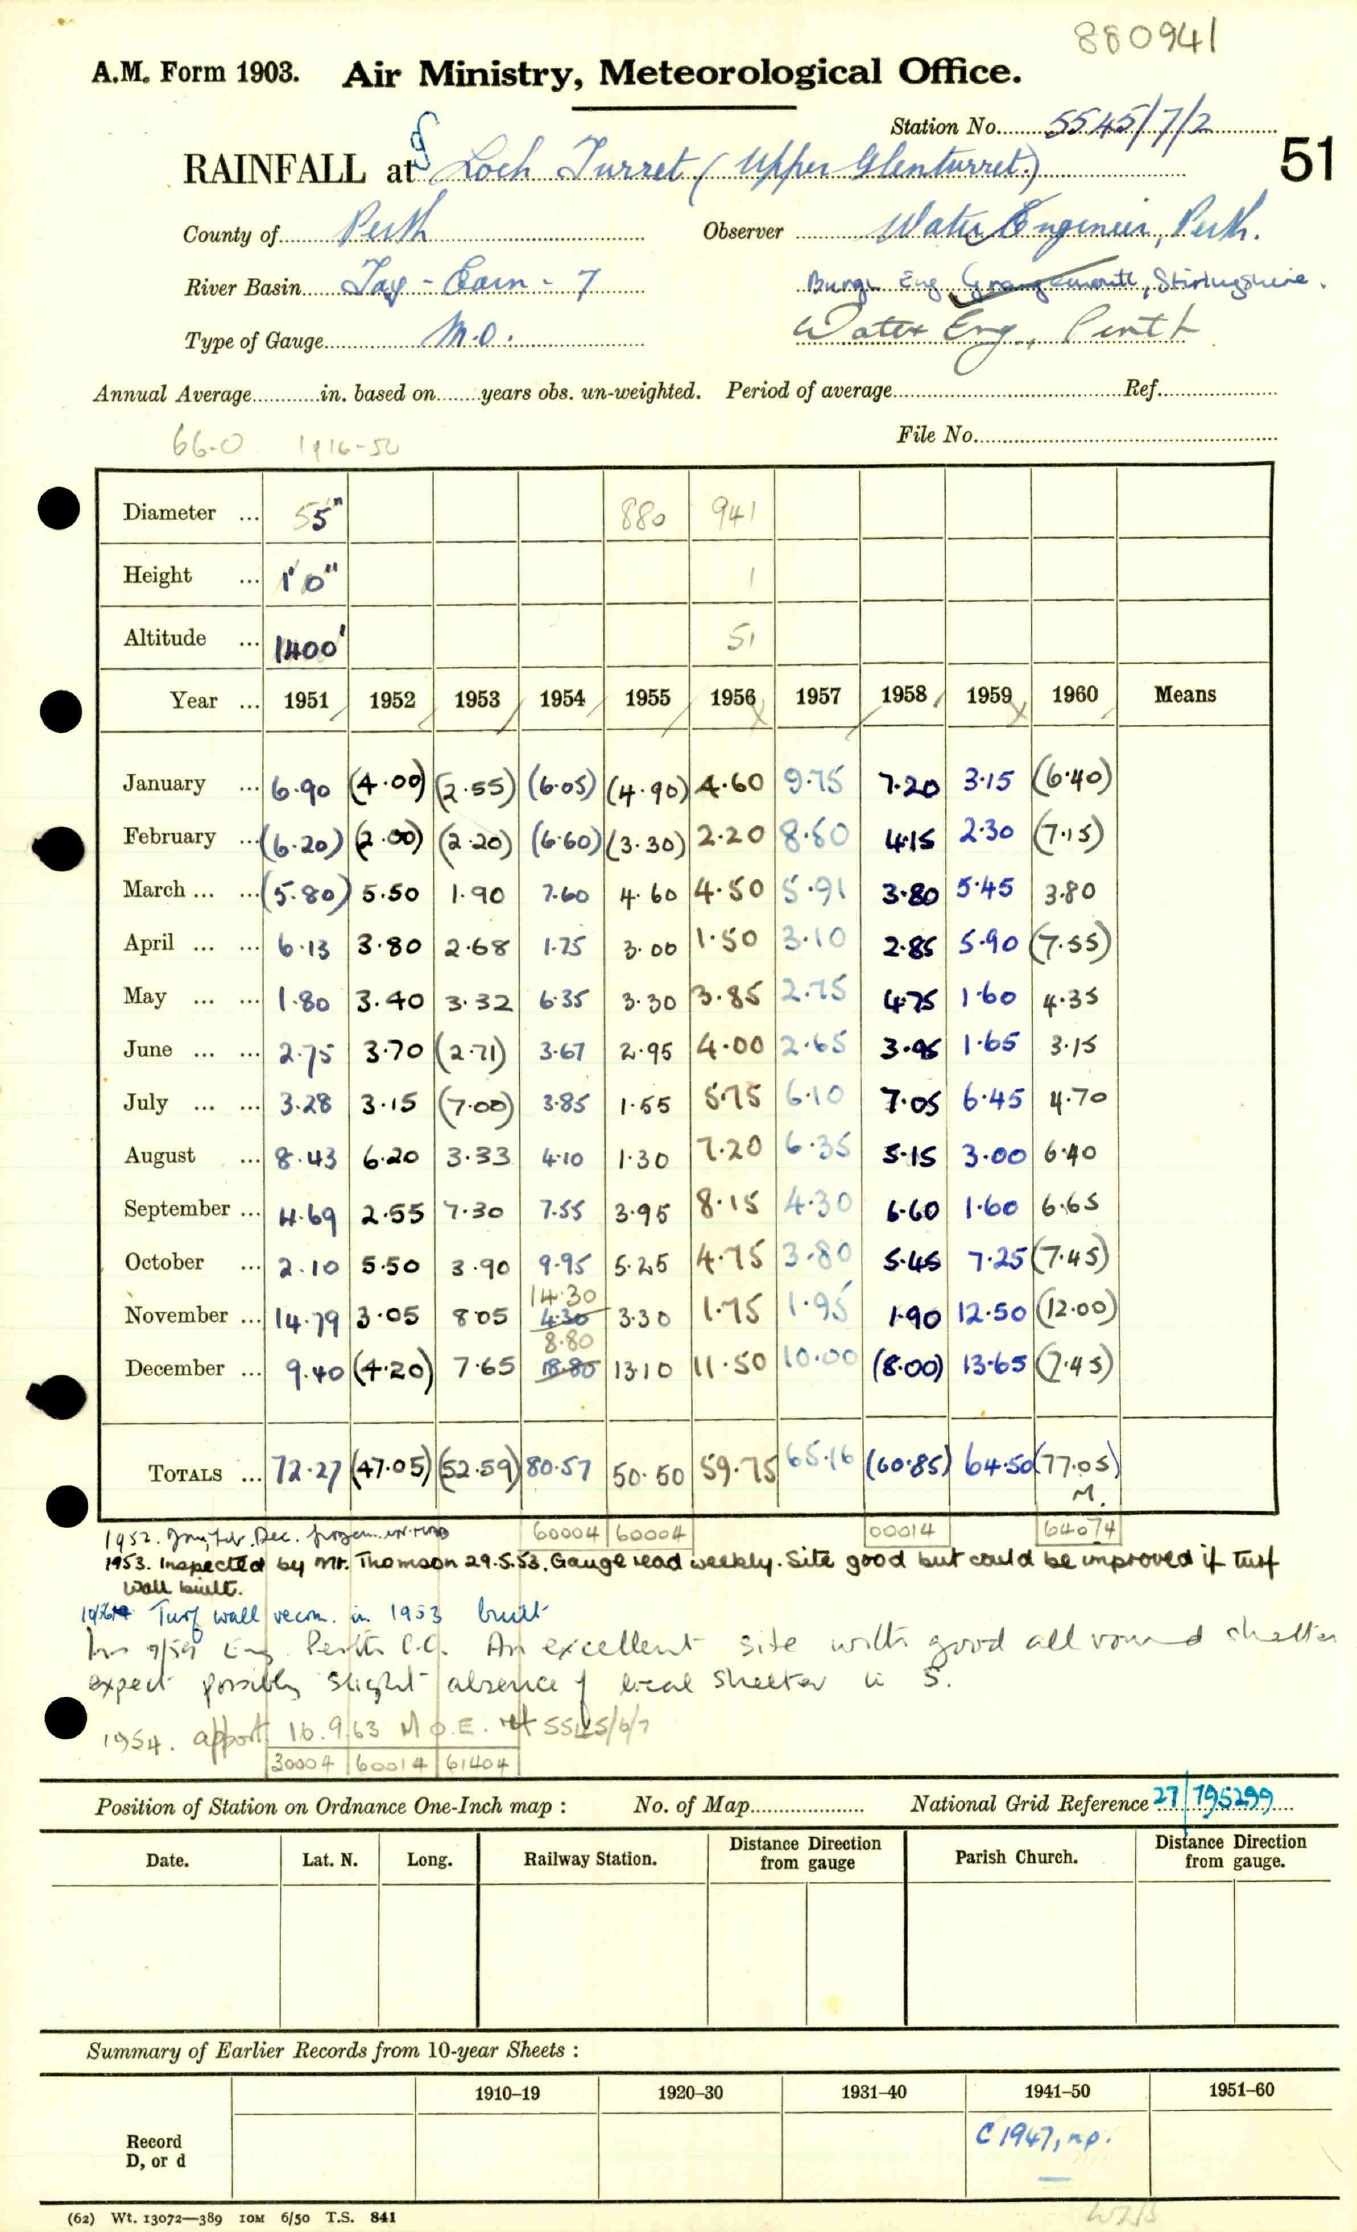 880941
A.M. Form 1903. Air Ministry, Meteorological Office.
Station No. 5545/7/2
RAINFALL at Loch Turret (Upper Glenturret.) 51
County of Perth Observer Water Engineer, Perth.
River Basin Tay - Earn - 7 Burgh Eng Grangemouth, Stirlingshire.
Type of Gauge M.O. Water Eng., Perth
Annual Average in. based on years obs. un-weighted. Period of average Ref.
66.0 1916-50 File No.
Diameter ... 55" 880 941
Height ... 1'0" 1
Altitude ... 1400' 51
Year ... 1951 1952 1953 1954 1955 1956 1957 1958 1959 1960 Means
January ... 6.90 (4.00) (2.55) (6.05) (4.90) 4.60 9.75 7.20 3.15 (6.40)
February ... (6.20) (2.00) (2.20) (6.60) (3.30) 2.20 8.50 4.15 2.30 (7.15)
March ... ... (5.80) 5.50 1.90 7.60 4.60 4.50 5.91 3.80 5.45 3.80
April ... ... 6.13 3.80 2.68 1.75 3.00 1.50 3.10 2.85 5.90 (7.55)
May ... ... 1.80 3.40 3.32 6.35 3.30 3.85 2.75 4.75 1.60 4.35
June ... ... 2.75 3.70 (2.71) 3.67 2.95 4.00 2.65 3.95 1.65 3.15
July ... ... 3.28 3.15 (7.00) 3.85 1.55 5.75 6.10 7.05 6.45 4.70
August ... 8.43 6.20 3.33 4.10 1.30 7.20 6.35 5.15 3.00 6.40
September ... 4.69 2.55 7.30 7.55 3.95 8.15 4.30 6.60 1.60 6.65
October ... 2.10 5.50 3.90 9.95 5.25 4.75 3.80 5.45 7.25 (7.45)
14.30
November ... 14.79 3.05 8.05 4.30 3.30 1.75 1.95 1.90 12.50 (12.00)
8.80
December ... 9.40 (4.20) 7.65 18.80 13.10 11.50 10.00 (8.00) 13.65 (7.45)
TOTALS ... 72.27 (47.05) (52.59) 80.57 50.50 59.75 65.16 (60.85) 64.50 (77.05)
M.
60004 60004 00014 64074
1952. Jan, Feb, Dec. frozen
1953. Inspected by Mr. Thomson 29.5.53. Gauge read weekly. Site good but could be improved if turf
wall built.
Turf wall recom. in 1953 built
9/59 Eng. Perth C.C. An excellent site with good all round shelter
expect possibly slight absence of local shelter in S.
1954. apport 16.9.63 M.O.E. ref 5545/6/7
30004 60014 61404
Position of Station on Ordnance One-Inch map : No. of Map National Grid Reference 27/795299
Date. Lat. N. Long. Railway Station. Distance from gauge Direction Parish Church. Distance from gauge. Direction
Summary of Earlier Records from 10-year Sheets :
1910–19 1920–30 1931–40 1941–50 1951–60
Record
D, or d
C 1947, np.
(62) Wt. 13072—389 10M 6/50 T.S. 841